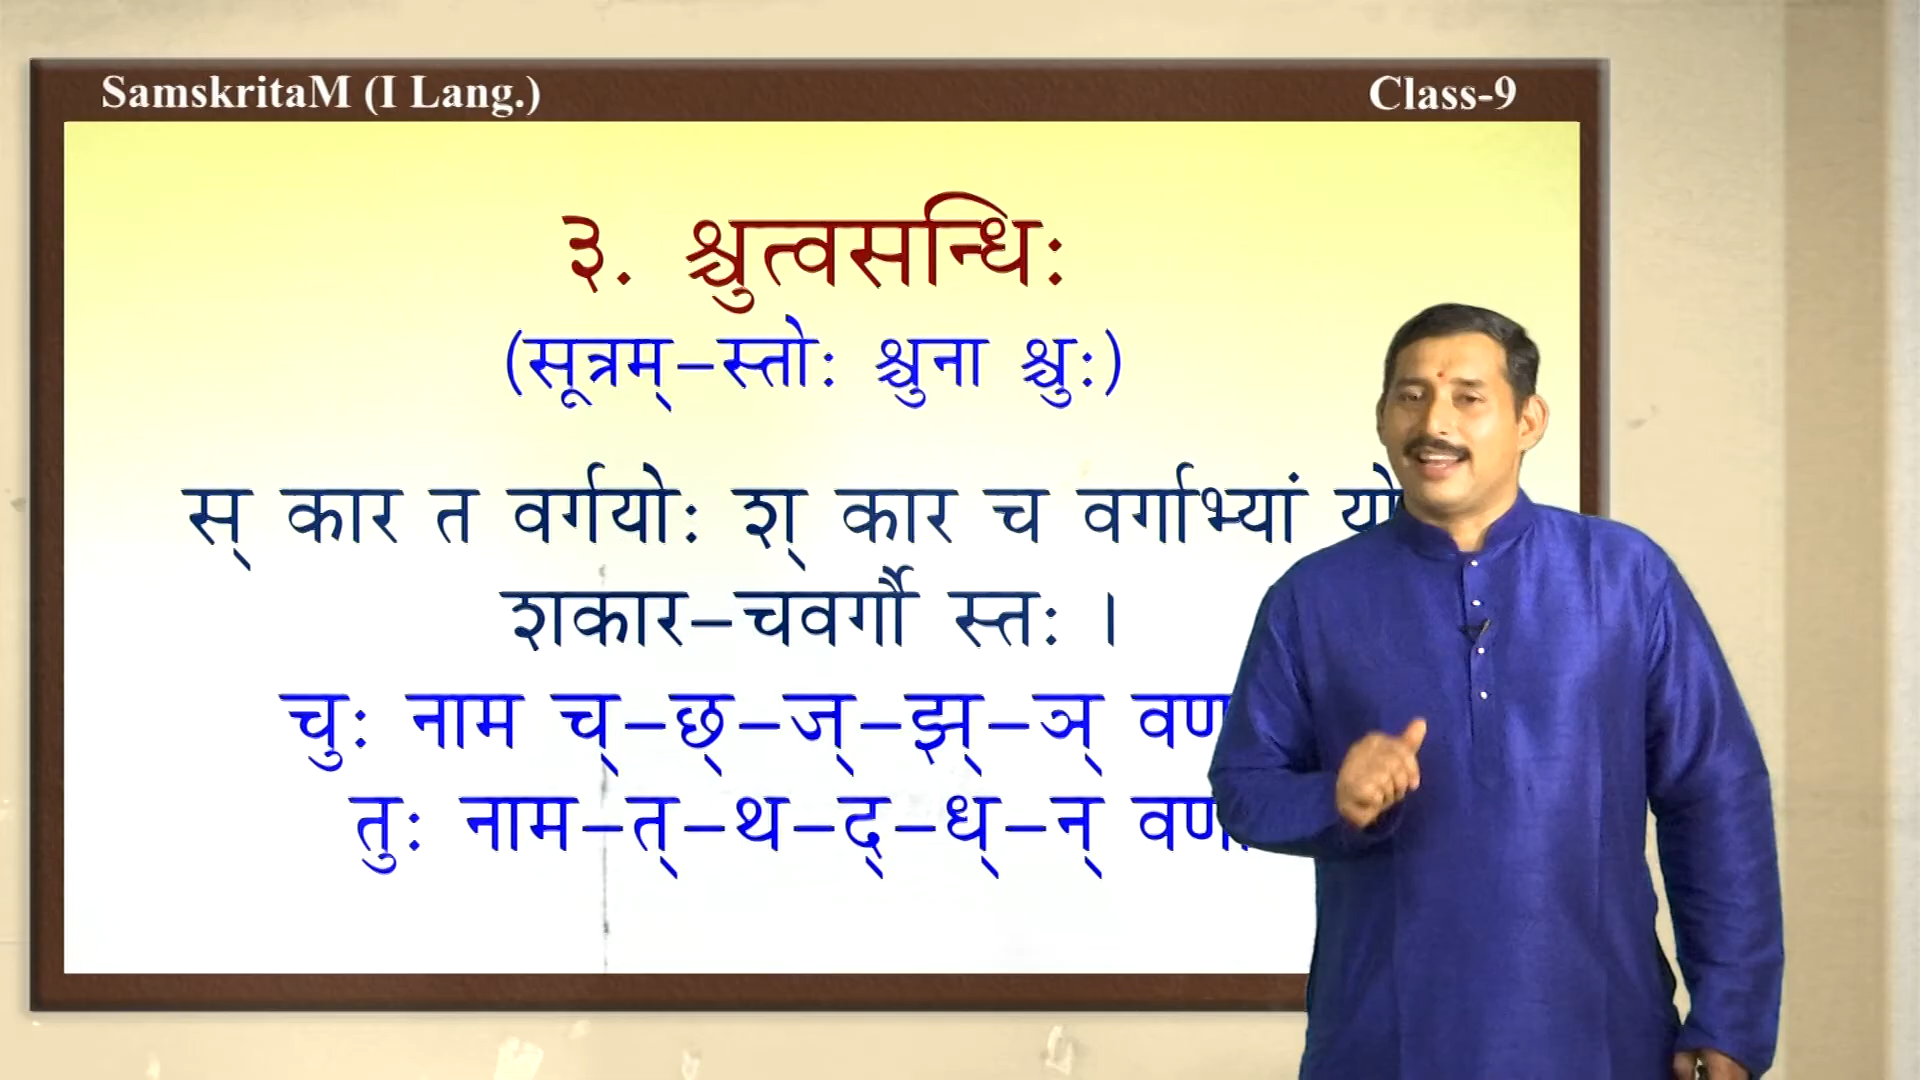 SamskritaM (I Lang.)
Class-9
३. श्चुत्वसन्धिः
(सूत्रम्-स्तोः श्चुना श्चुः)
स् कार त वर्गयोः श् कार च वर्गाभ्यां
शकार-चवर्गौ स्तः ।
चुः नाम च्-छ्-ज्-झ्-ञ्
तुः नाम-त्-थ-द्-ध्-न्